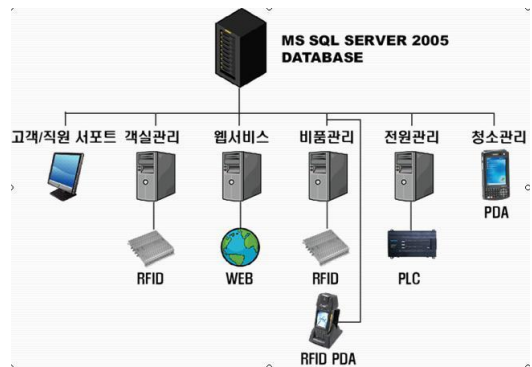 MS SQL SERVER 2005
DATABASE
고객/직원 서포트 객실관리 웹서비스 비품관리 전원관리 청소관리
PDA
RFID WEB RFID PLC
RFID PDA